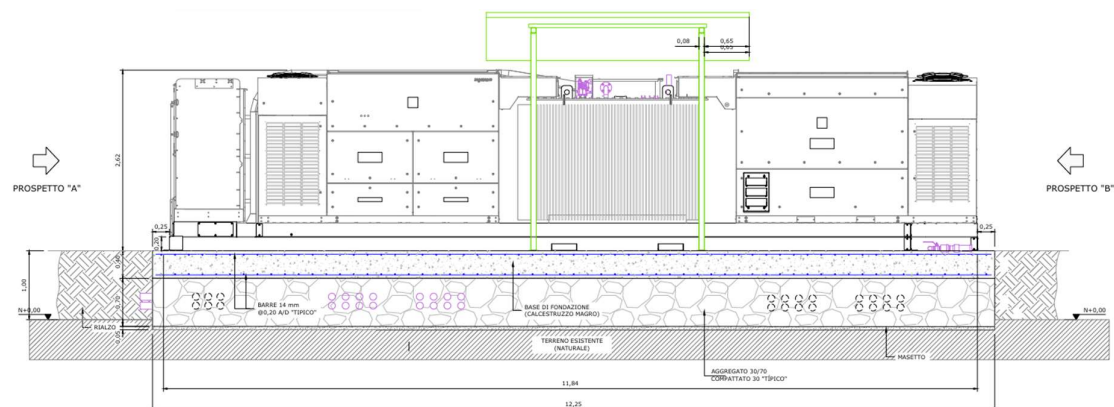 0,08
0,65
0,65
2,62
PROSPETTO "A"
PROSPETTO "B"
0,25
0,25
0,20
0,40
1,00
0,70
0,05
N+0,00
N+0,00
RIALZO
BARRE 14 mm
@0,20 A/D "TIPICO"
BASE DI FONDAZIONE
(CALCESTRUZZO MAGRO)
TERRENO ESISTENTE
(NATURALE)
MASETTO
AGGREGATO 30/70
COMPATTATO 30 "TIPICO"
11,84
12,25